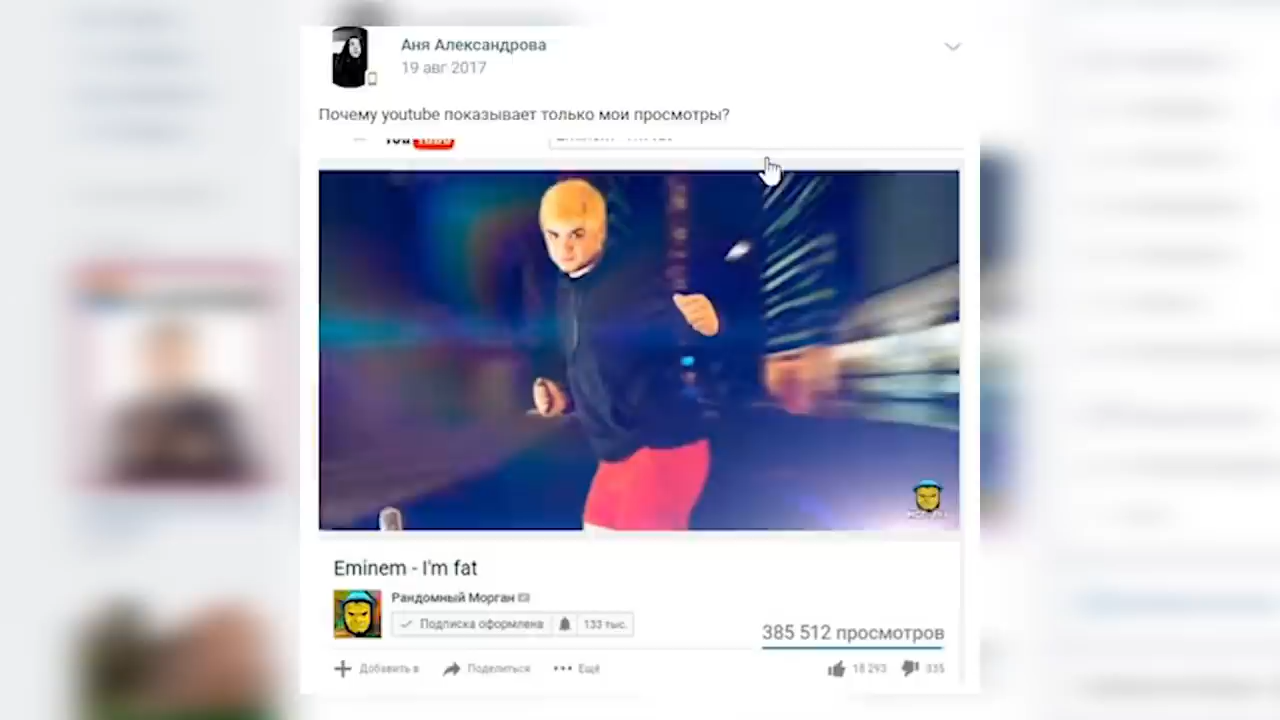 Аня Александрова
19 авг 2017
Почему youtube показывает только мои просмотры?
Eminem - I'm fat
Рандомный Морган
Подписка оформлена 133 тыс.
385 512 просмотров
Добавить в Поделиться Ещё 18 293 335